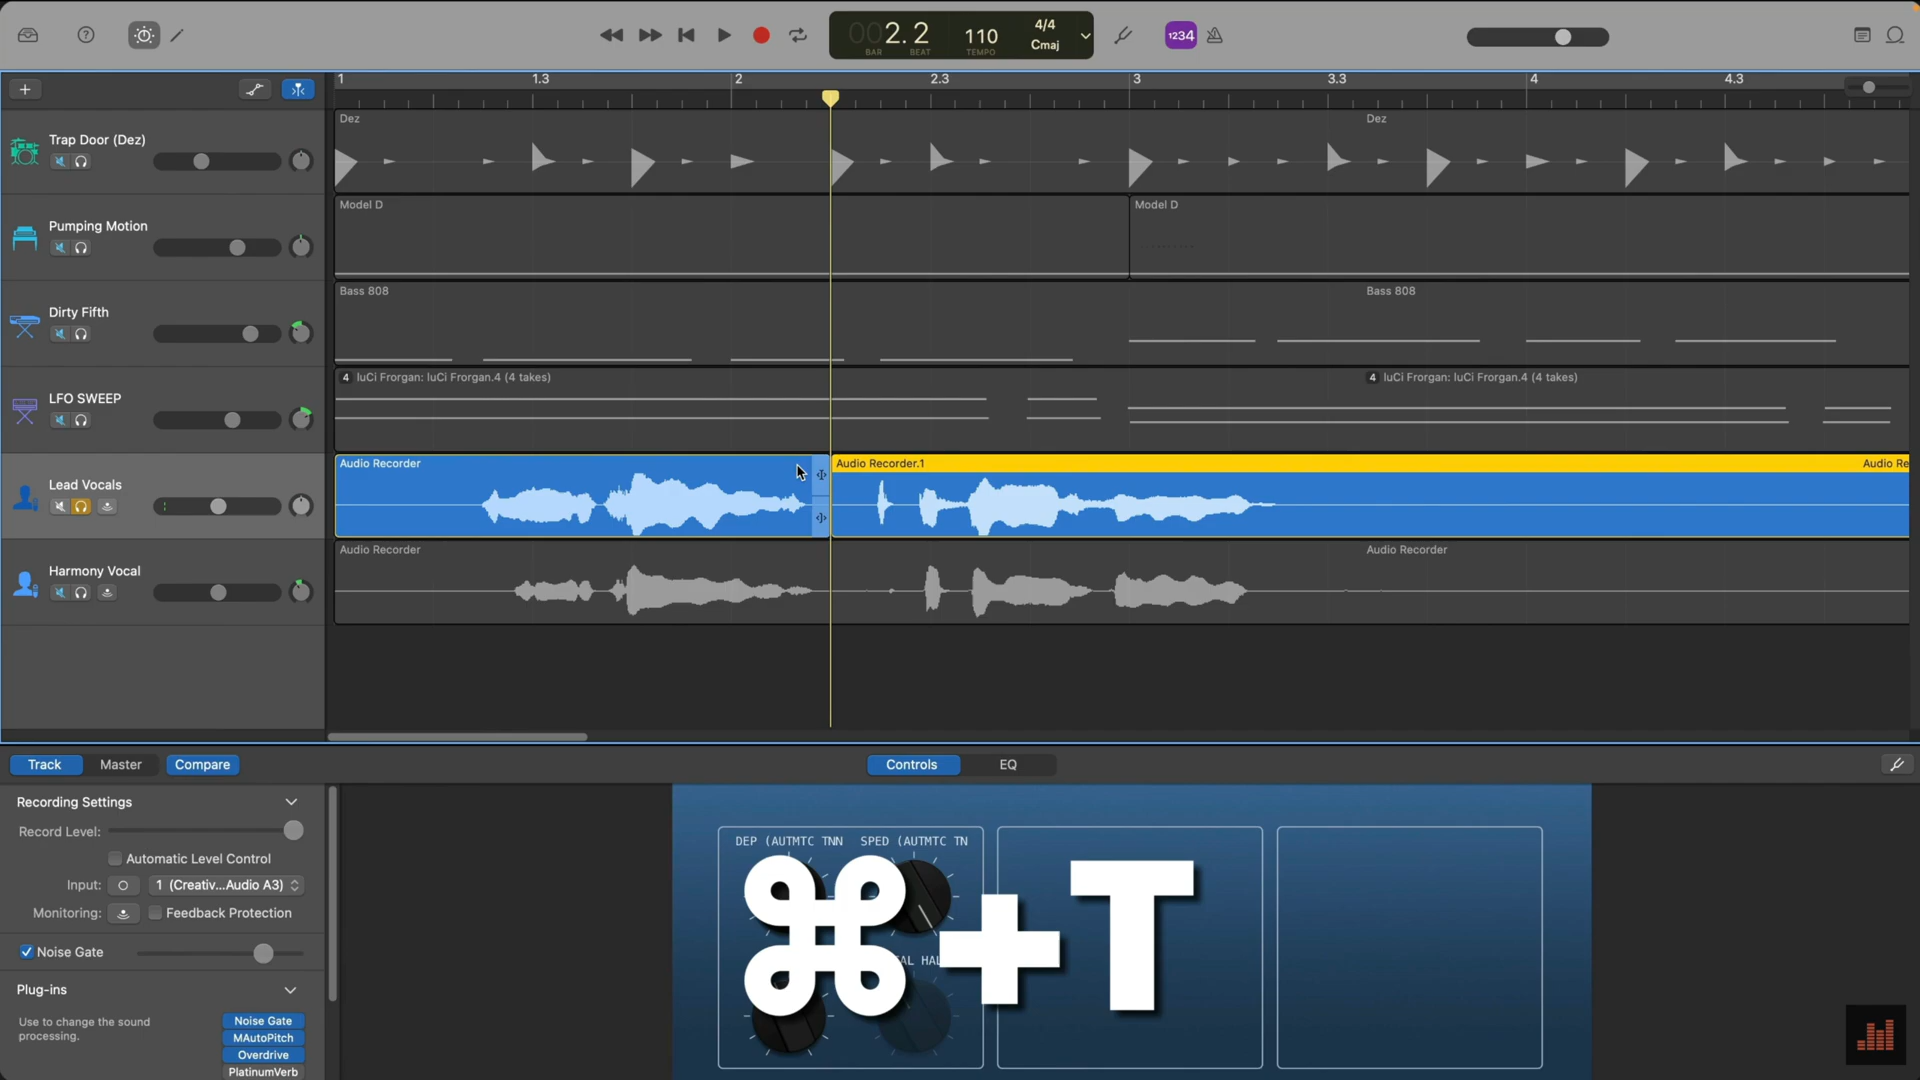 002. 2
BAR
BEAT
110
TEMPO
4/4
Cmaj
1234
1
1.3
2
2.3
3
3.3
4
4.3
Trap Door (Dez)
Dez
Dez
Pumping Motion
Model D
Model D
Dirty Fifth
Bass 808
Bass 808
LFO SWEEP
4 luCi Frorgan: luCi Frorgan.4 (4 takes)
4 luCi Frorgan: luCi Frorgan.4 (4 takes)
Lead Vocals
Audio Recorder
Audio Recorder.1
Audio Re
Harmony Vocal
Audio Recorder
Audio Recorder
Track
Master
Compare
Controls
EQ
Recording Settings
Record Level:
Automatic Level Control
Input:
1 (Creativ...Audio A3)
Monitoring:
Feedback Protection
Noise Gate
Plug-ins
Use to change the sound
processing.
Noise Gate
MAutoPitch
Overdrive
PlatinumVerb
DEP (AUTMTC TNN
SPED (AUTMTC TN
⌘+T